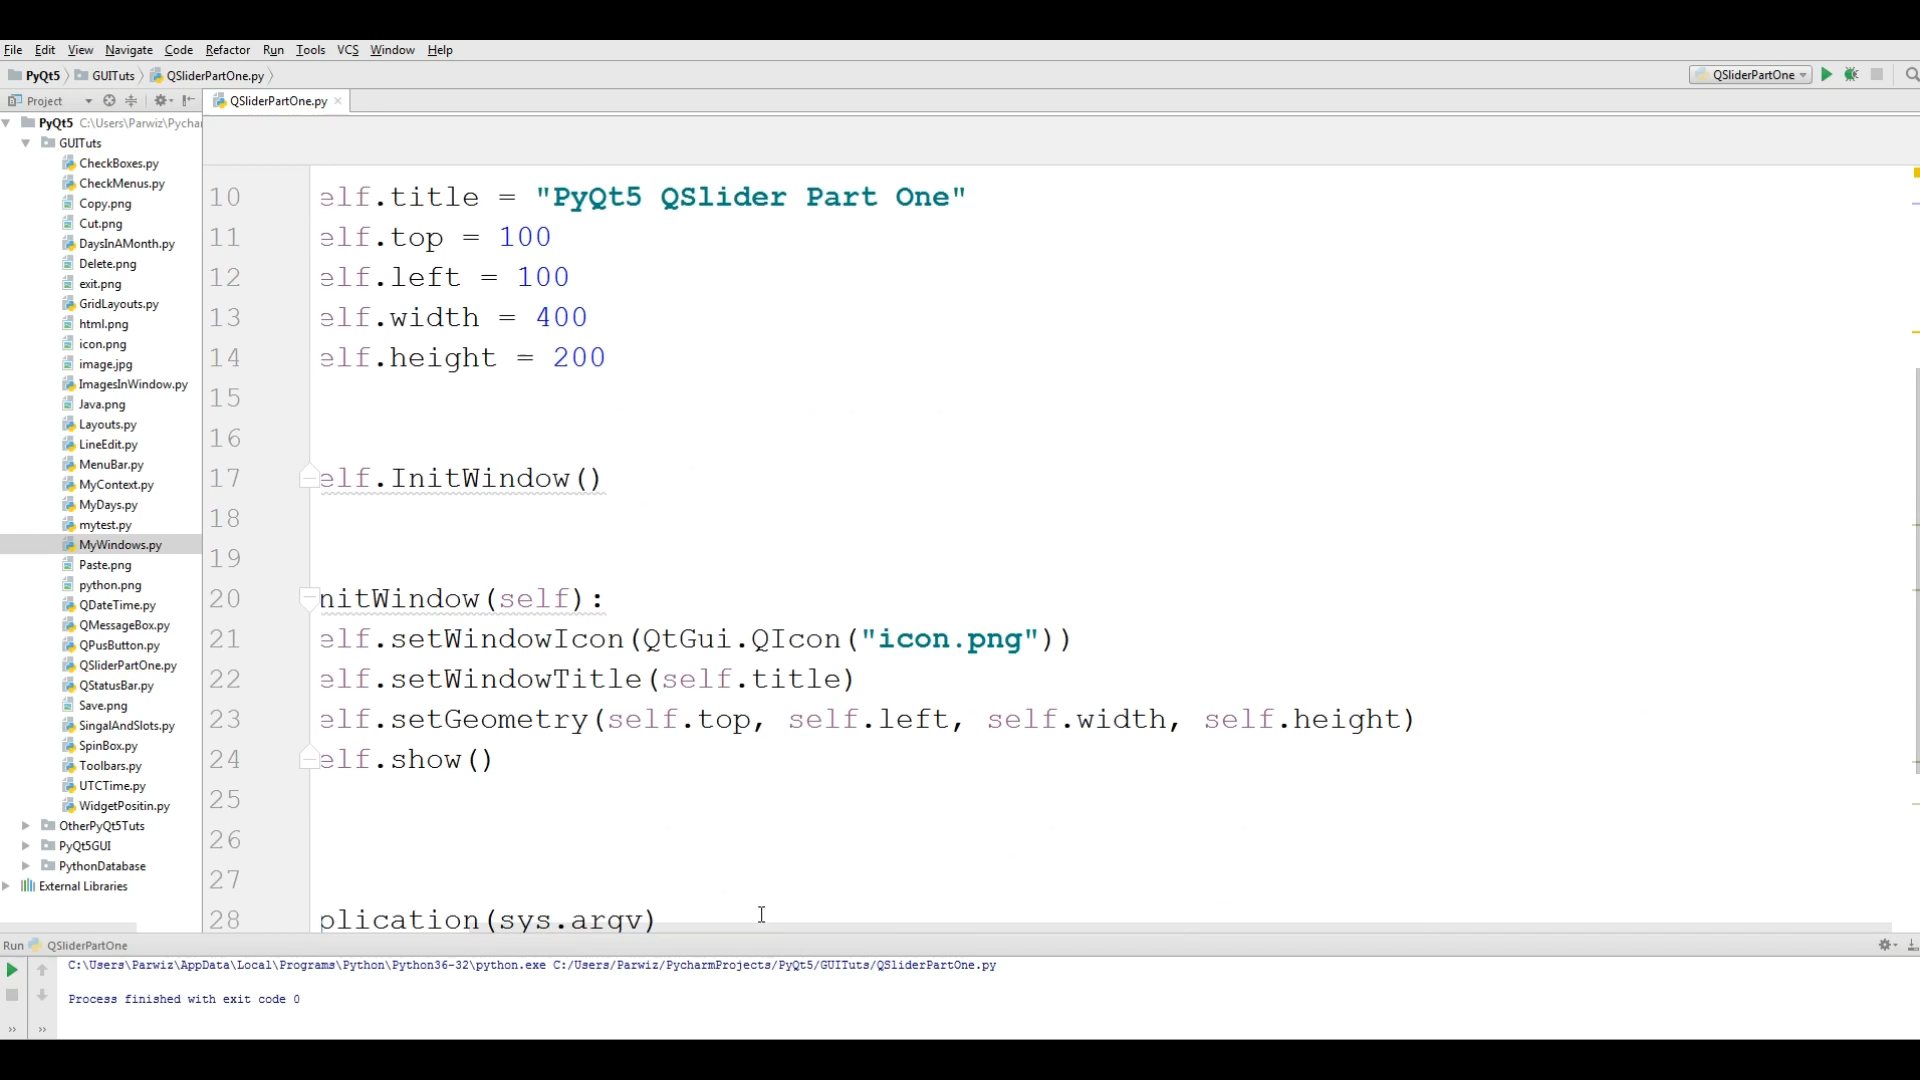 File Edit View Navigate Code Refactor Run Tools VCS Window Help
PyQt5 GUITuts QSliderPartOne.py QSliderPartOne
Project QSliderPartOne.py
PyQt5 C:\Users\Parwiz\Pychar
GUITuts
CheckBoxes.py
CheckMenus.py
Copy.png
Cut.png
DaysInAMonth.py
Delete.png
exit.png
GridLayouts.py
html.png
icon.png
image.jpg
ImagesInWindow.py
Java.png
Layouts.py
LineEdit.py
MenuBar.py
MyContext.py
MyDays.py
mytest.py
MyWindows.py
Paste.png
python.png
QDateTime.py
QMessageBox.py
QPusButton.py
QSliderPartOne.py
QStatusBar.py
Save.png
SingalAndSlots.py
SpinBox.py
Toolbars.py
UTCTime.py
WidgetPositin.py
OtherPyQt5Tuts
PyQt5GUI
PythonDatabase
External Libraries
10 elf.title = "PyQt5 QSlider Part One"
11 elf.top = 100
12 elf.left = 100
13 elf.width = 400
14 elf.height = 200
15
16
17 elf.InitWindow()
18
19
20 nitWindow(self):
21 elf.setWindowIcon(QtGui.QIcon("icon.png"))
22 elf.setWindowTitle(self.title)
23 elf.setGeometry(self.top, self.left, self.width, self.height)
24 elf.show()
25
26
27
28 plication(sys.argv)
Run QSliderPartOne
C:\Users\Parwiz\AppData\Local\Programs\Python\Python36-32\python.exe C:/Users/Parwiz/PycharmProjects/PyQt5/GUITuts/QSliderPartOne.py
Process finished with exit code 0